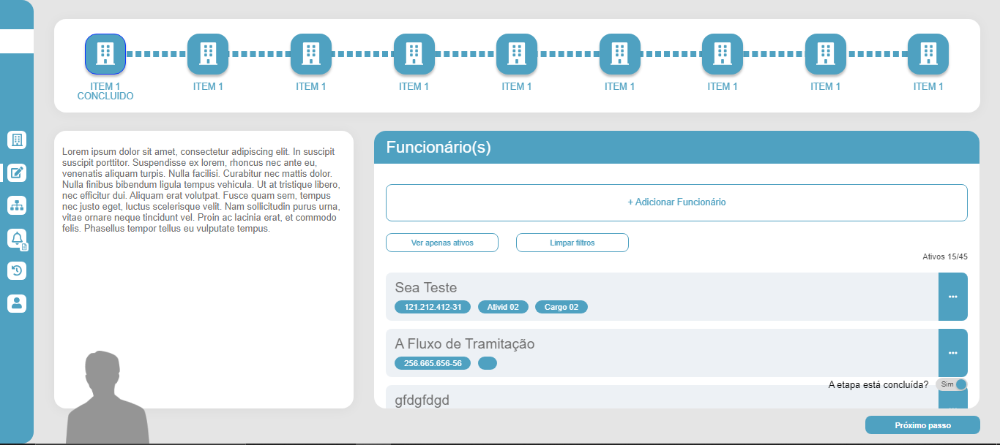 ITEM 1
CONCLUIDO
ITEM 1
ITEM 1
ITEM 1
ITEM 1
ITEM 1
ITEM 1
ITEM 1
ITEM 1
Lorem ipsum dolor sit amet, consectetur adipiscing elit. In suscipit
suscipit porttitor. Suspendisse ex lorem, rhoncus nec ante eu,
venenatis aliquam turpis. Nulla facilisi. Curabitur nec mattis dolor.
Nulla finibus bibendum ligula tempus vehicula. Ut at tristique libero,
nec efficitur dui. Aliquam erat volutpat. Fusce quam sem, tempus
nec justo eget, luctus scelerisque velit. Nam sollicitudin purus urna,
vitae ornare neque tincidunt vel. Proin ac lacinia erat, et commodo
felis. Phasellus tempor tellus eu vulputate tempus.
Funcionário(s)
+ Adicionar Funcionário
Ver apenas ativos
Limpar filtros
Ativos 15/45
Sea Teste
121.212.412-31
Ativid 02
Cargo 02
A Fluxo de Tramitação
256.665.656-56
A etapa está concluída?
Sim
gfdgfdgd
Próximo passo